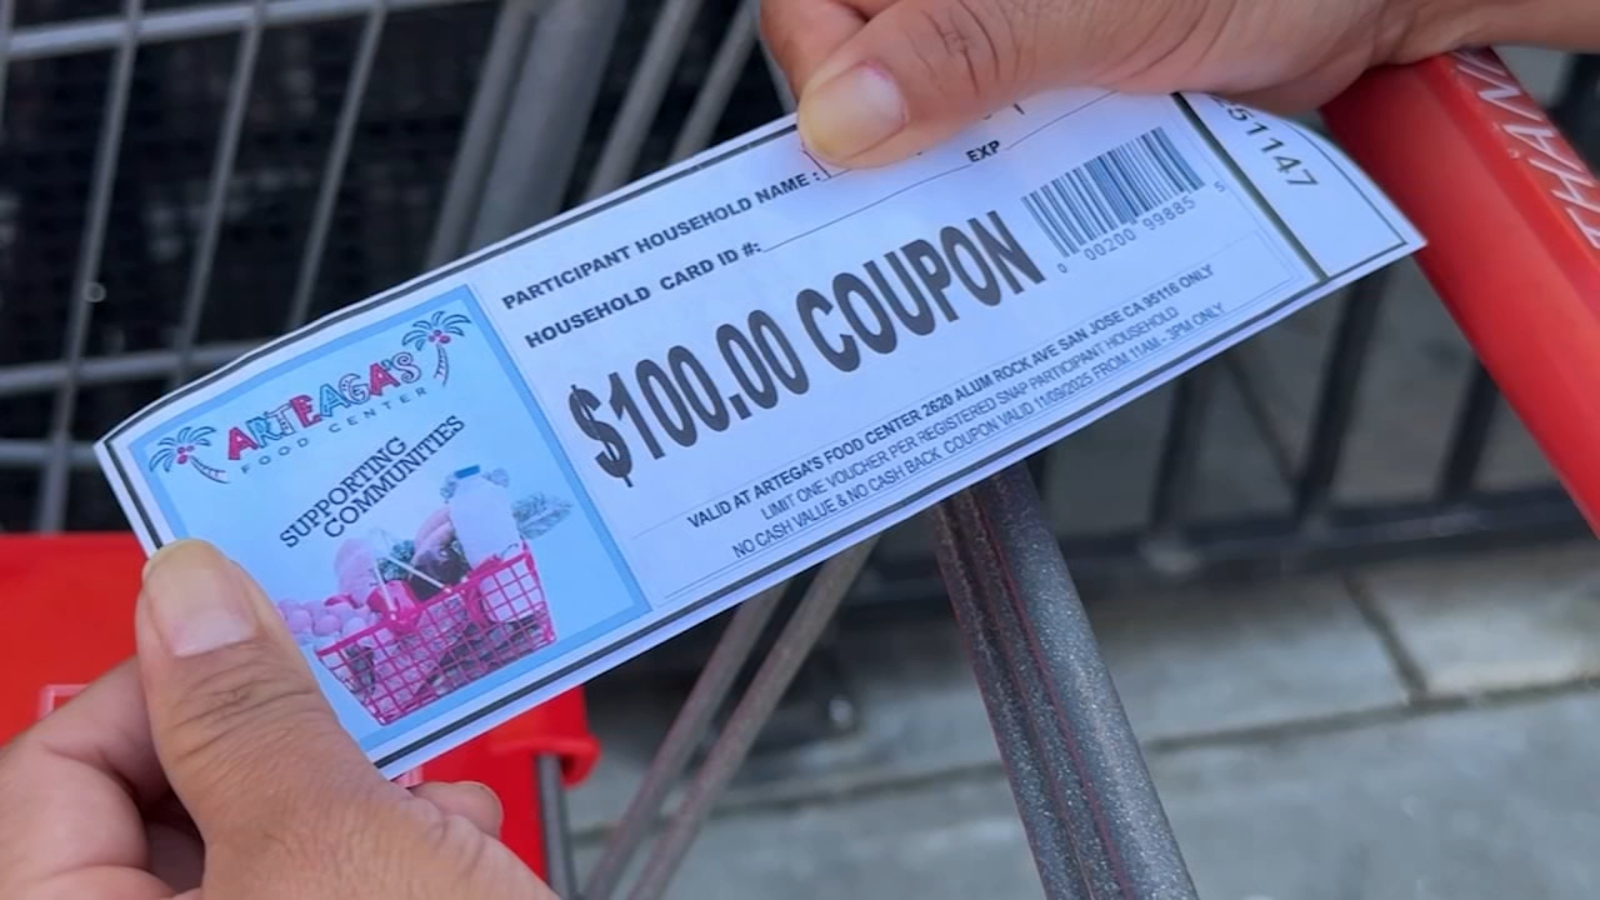 ARTEAGA'S
FOOD CENTER
SUPPORTING
COMMUNITIES
PARTICIPANT HOUSEHOLD NAME :
HOUSEHOLD CARD ID #: EXP
$100.00 COUPON
0 00200 99885 5
VALID AT ARTEGA'S FOOD CENTER 2620 ALUM ROCK AVE SAN JOSE CA 95116 ONLY
LIMIT ONE VOUCHER PER REGISTERED SNAP PARTICIPANT HOUSEHOLD
NO CASH VALUE & NO CASH BACK COUPON VALID 11/09/2025 FROM 11AM - 3PM ONLY
51147
THAN